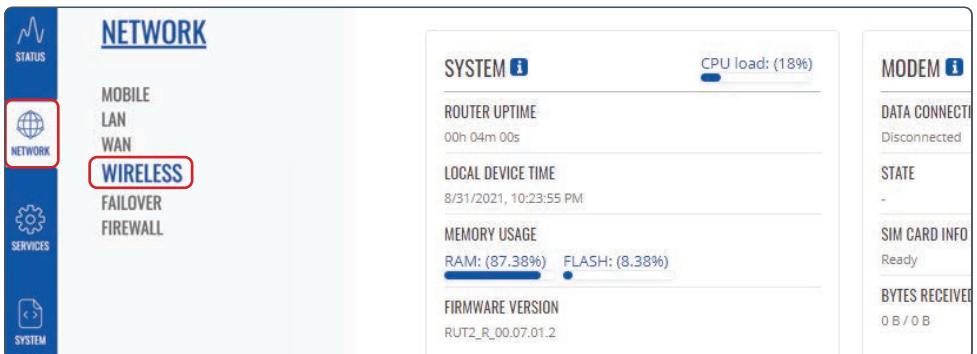 STATUS
NETWORK
SERVICES
SYSTEM
NETWORK
MOBILE
LAN
WAN
WIRELESS
FAILOVER
FIREWALL
SYSTEM i
CPU load: (18%)
ROUTER UPTIME
00h 04m 00s
LOCAL DEVICE TIME
8/31/2021, 10:23:55 PM
MEMORY USAGE
RAM: (87.38%) FLASH: (8.38%)
FIRMWARE VERSION
RUT2_R_00.07.01.2
MODEM i
DATA CONNECTI
Disconnected
STATE
-
SIM CARD INFO
Ready
BYTES RECEIVED
0 B / 0 B